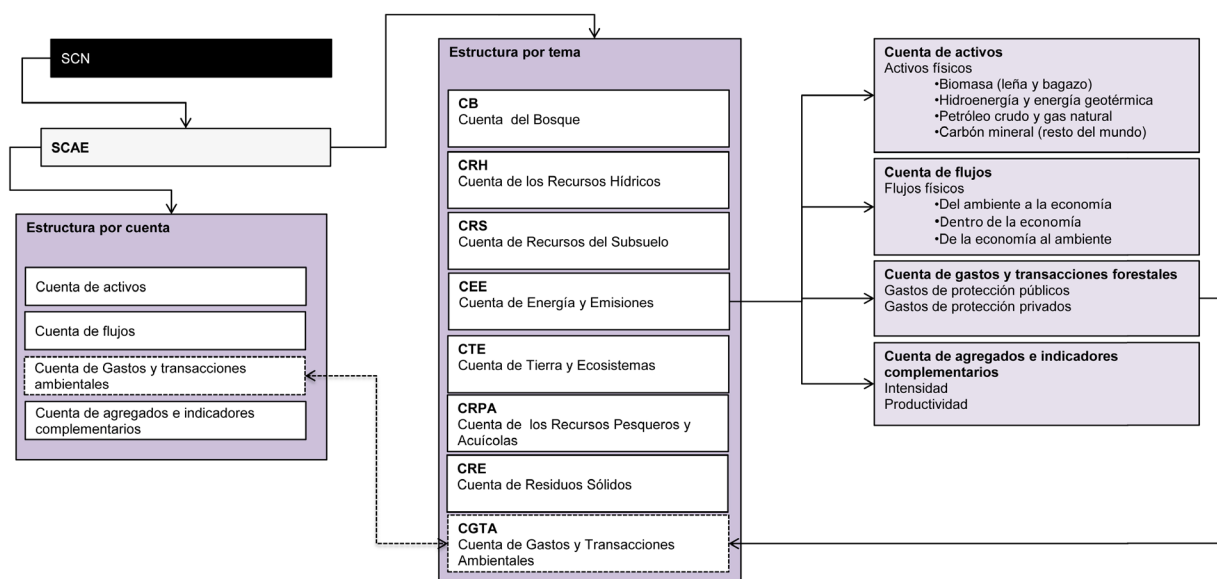 SCN
SCAE
Estructura por cuenta
Cuenta de activos
Cuenta de flujos
Cuenta de Gastos y transacciones
ambientales
Cuenta de agregados e indicadores
complementarios
Estructura por tema
CB
Cuenta del Bosque
CRH
Cuenta de los Recursos Hídricos
CRS
Cuenta de Recursos del Subsuelo
CEE
Cuenta de Energía y Emisiones
CTE
Cuenta de Tierra y Ecosistemas
CRPA
Cuenta de los Recursos Pesqueros y
Acuícolas
CRE
Cuenta de Residuos Sólidos
CGTA
Cuenta de Gastos y Transacciones
Ambientales
Cuenta de activos
Activos físicos
•Biomasa (leña y bagazo)
•Hidroenergía y energía geotérmica
•Petróleo crudo y gas natural
•Carbón mineral (resto del mundo)
Cuenta de flujos
Flujos físicos
•Del ambiente a la economía
•Dentro de la economía
•De la economía al ambiente
Cuenta de gastos y transacciones forestales
Gastos de protección públicos
Gastos de protección privados
Cuenta de agregados e indicadores
complementarios
Intensidad
Productividad